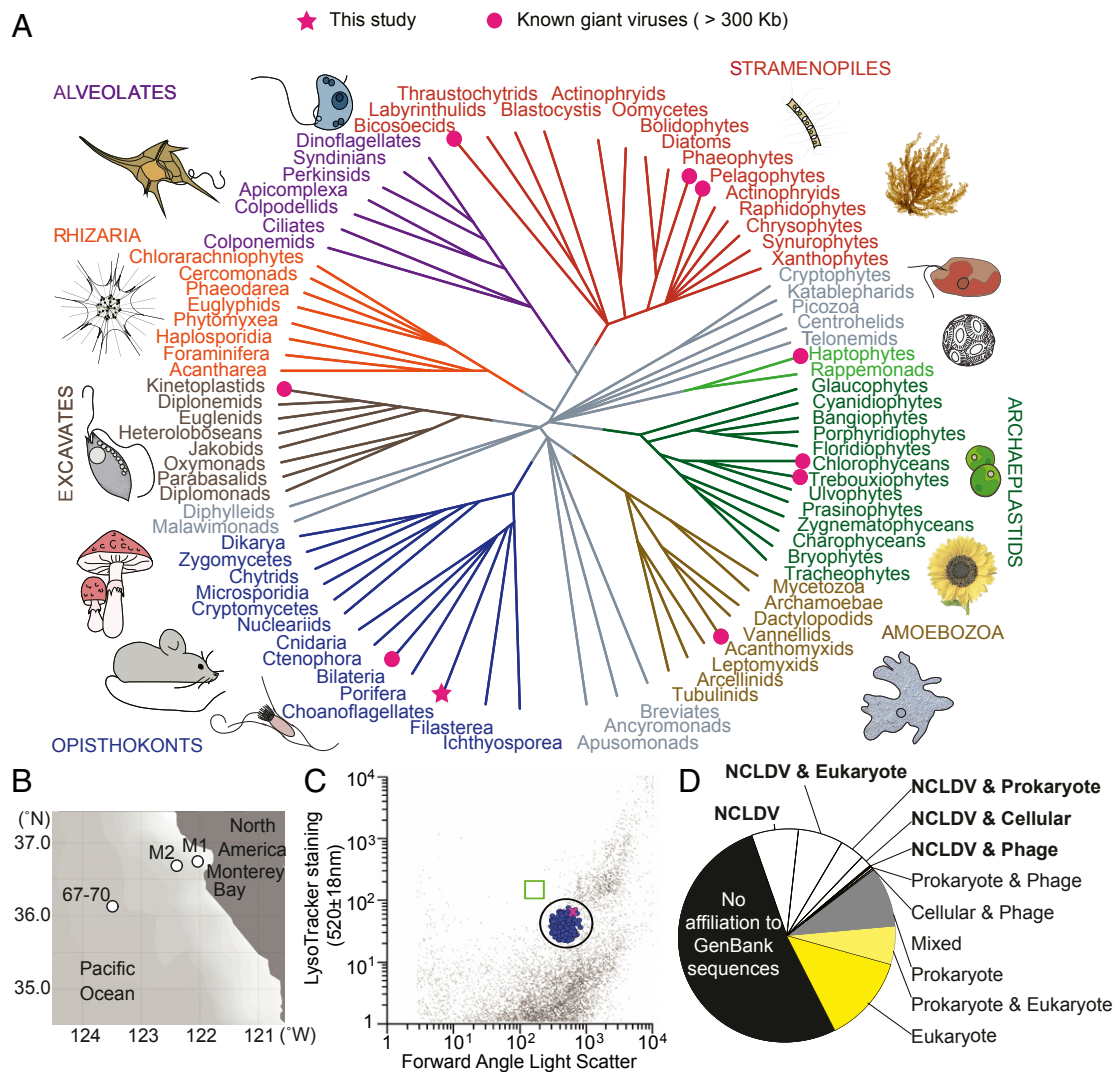 A
This study
Known giant viruses ( > 300 Kb)
ALVEOLATES
STRAMENOPILES
Thraustochytrids
Labyrinthulids
Bicosoecids
Blastocystis
Actinophryids
Oomycetes
Bolidophytes
Diatoms
Phaeophytes
Pelagophytes
Actinophryids
Raphidophytes
Chrysophytes
Synurophytes
Xanthophytes
Dinoflagellates
Syndinians
Perkinsids
Apicomplexa
Colpodellids
Ciliates
Colponemids
RHIZARIA
Chlorarachniophytes
Cercomonads
Phaeodarea
Euglyphids
Phytomyxea
Haplosporidia
Foraminifera
Acantharea
Cryptophytes
Katablepharids
Picozoa
Centrohelids
Telonemids
Haptophytes
Rappemonads
EXCAVATES
Kinetoplastids
Diplonemids
Euglenids
Heteroloboseans
Jakobids
Oxymonads
Parabasalids
Diplomonads
Diphylleids
Malawimonads
ARCHAEPLASTIDS
Glaucophytes
Cyanidiophytes
Bangiophytes
Porphyridiophytes
Floridiophytes
Chlorophyceans
Trebouxiophytes
Ulvophytes
Prasinophytes
Zygnematophyceans
Charophyceans
Bryophytes
Tracheophytes
Dikarya
Zygomycetes
Chytrids
Microsporidia
Cryptomycetes
Nucleariids
Cnidaria
Ctenophora
Bilateria
Porifera
Choanoflagellates
Filasterea
Ichthyosporea
OPISTHOKONTS
Mycetozoa
Archamoebae
Dactylopodids
Vannellids
Acanthomyxids
Leptomyxids
Arcellinids
Tubulinids
AMOEBOZOA
Breviates
Ancyromonads
Apusomonads
B
(˚N)
37.0
36.0
35.0
M2
M1
67-70
North
America
Monterey
Bay
Pacific
Ocean
124
123
122
121
(˚W)
C
LysoTracker staining
(520±18nm)
10⁴
10³
10²
10¹
1
1
10¹
10²
10³
10⁴
Forward Angle Light Scatter
D
NCLDV & Eukaryote
NCLDV
NCLDV & Prokaryote
NCLDV & Cellular
NCLDV & Phage
Prokaryote & Phage
Cellular & Phage
Mixed
Prokaryote
Prokaryote & Eukaryote
Eukaryote
No
affiliation to
GenBank
sequences